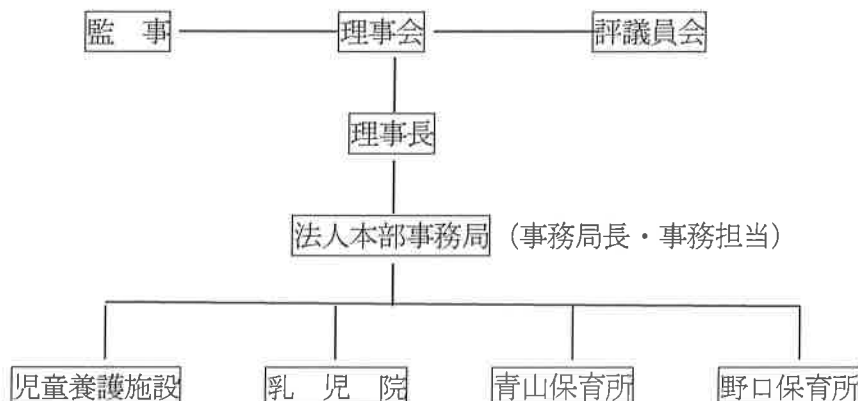 監　事　理事会　評議員会
理事長
法人本部事務局（事務局長・事務担当）
児童養護施設　乳　児　院　青山保育所　野口保育所